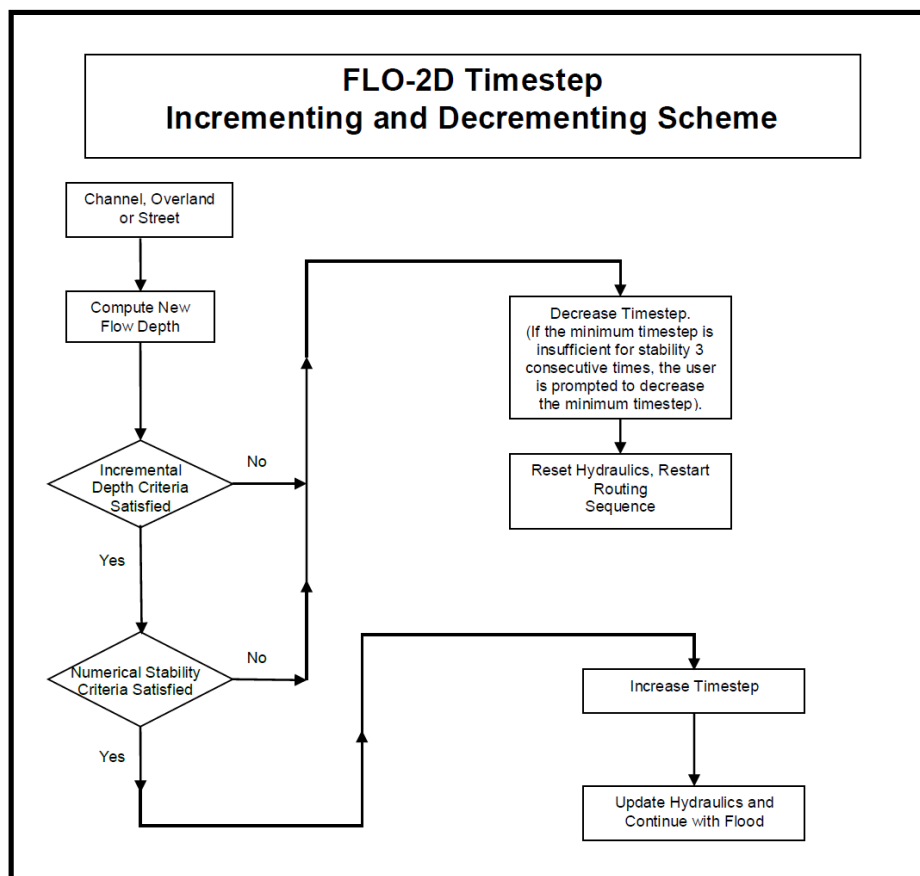 FLO-2D Timestep
Incrementing and Decrementing Scheme
Channel, Overland
or Street
Compute New
Flow Depth
Incremental
Depth Criteria
Satisfied
No
Yes
Numerical Stability
Criteria Satisfied
No
Yes
Decrease Timestep.
(If the minimum timestep is
insufficient for stability 3
consecutive times, the user
is prompted to decrease
the minimum timestep).
Reset Hydraulics, Restart
Routing
Sequence
Increase Timestep
Update Hydraulics and
Continue with Flood